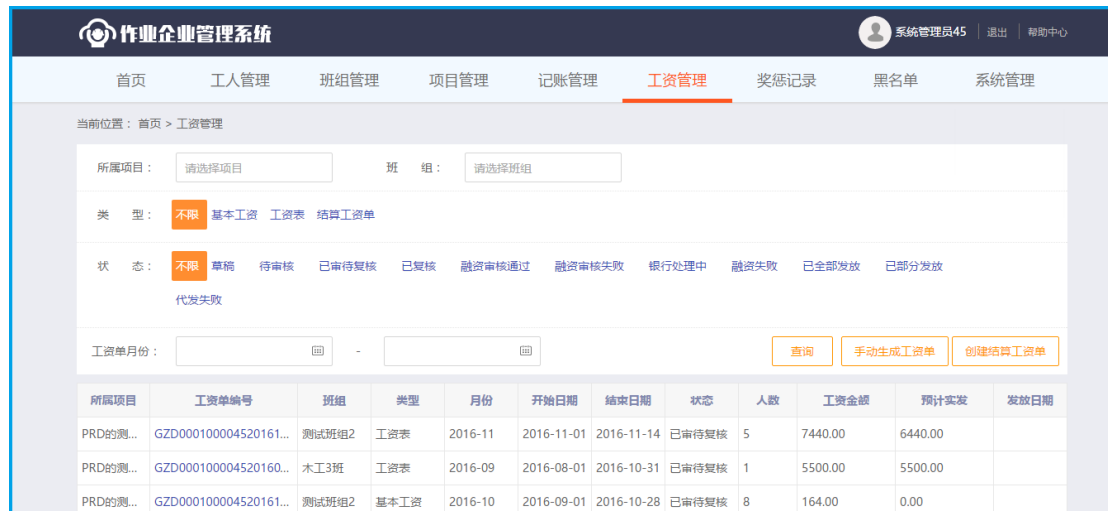 作业企业管理系统 系统管理员45 退出 帮助中心
首页 工人管理 班组管理 项目管理 记账管理 工资管理 奖惩记录 黑名单 系统管理
当前位置： 首页 > 工资管理
所属项目： 请选择项目 班 组： 请选择班组
类 型： 不限 基本工资 工资表 结算工资单
状 态： 不限 草稿 待审核 已审待复核 已复核 融资审核通过 融资审核失败 银行处理中 融资失败 已全部发放 已部分发放
代发失败
工资单月份： - 查询 手动生成工资单 创建结算工资单
所属项目 工资单编号 班组 类型 月份 开始日期 结束日期 状态 人数 工资金额 预计实发 发放日期
PRD的测... GZD000100004520161... 测试班组2 工资表 2016-11 2016-11-01 2016-11-14 已审待复核 5 7440.00 6440.00
PRD的测... GZD000100004520160... 木工3班 工资表 2016-09 2016-08-01 2016-10-31 已审待复核 1 5500.00 5500.00
PRD的测... GZD000100004520161... 测试班组2 基本工资 2016-10 2016-09-01 2016-10-28 已审待复核 8 164.00 0.00